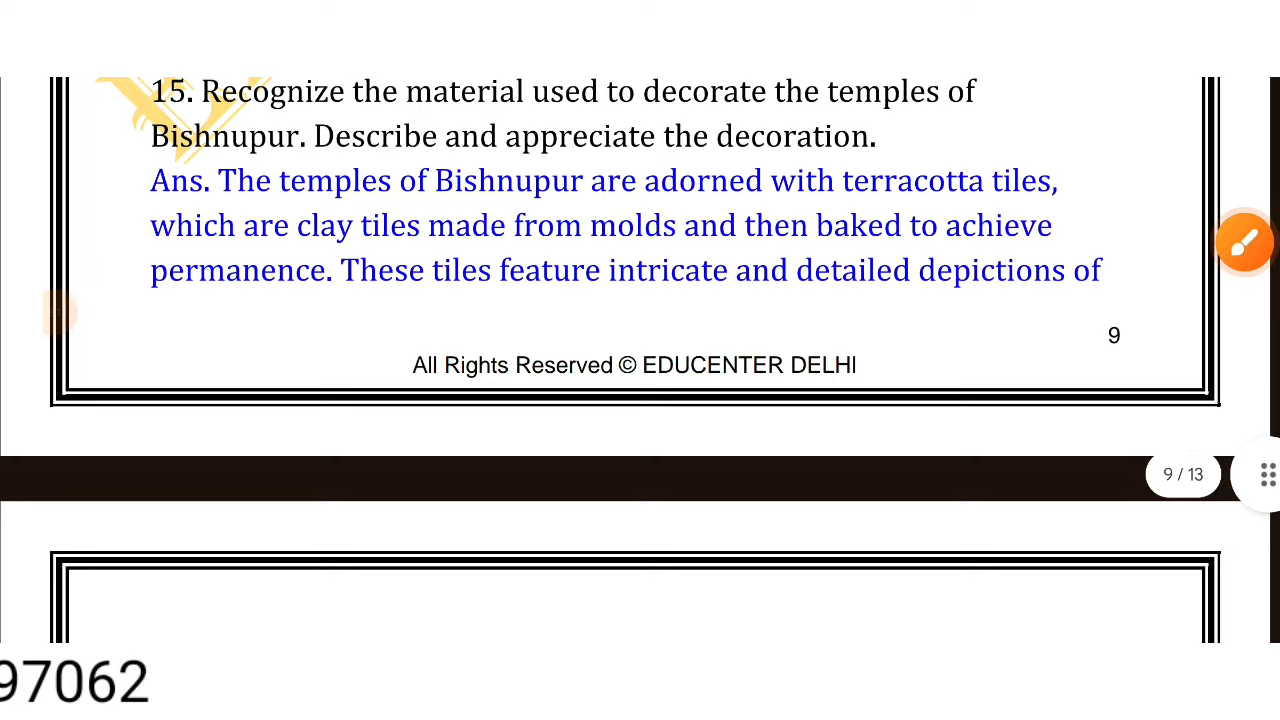 15. Recognize the material used to decorate the temples of
Bishnupur. Describe and appreciate the decoration.
Ans. The temples of Bishnupur are adorned with terracotta tiles,
which are clay tiles made from molds and then baked to achieve
permanence. These tiles feature intricate and detailed depictions of
9
All Rights Reserved © EDUCENTER DELHI
9 / 13
97062